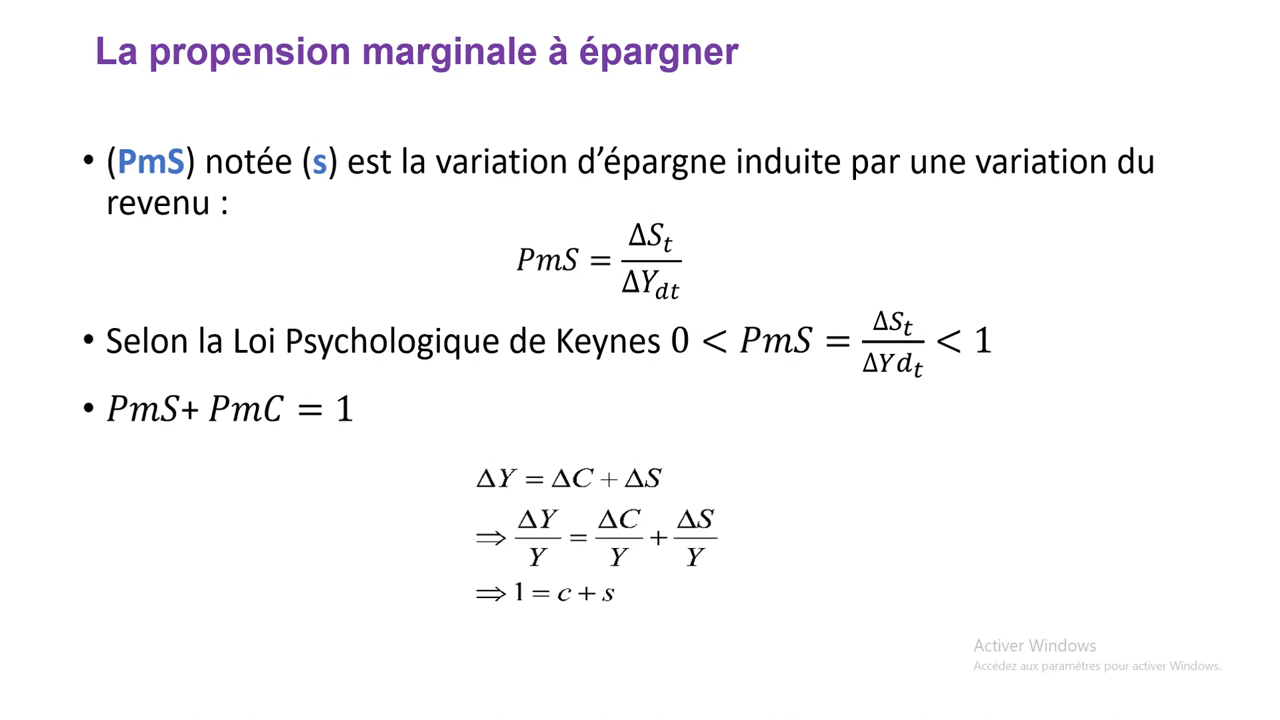 La propension marginale à épargner
• (PmS) notée (s) est la variation d’épargne induite par une variation du
revenu :
PmS = ΔS_t / ΔY_dt
• Selon la Loi Psychologique de Keynes 0 < PmS = ΔS_t / ΔYd_t < 1
• PmS+ PmC = 1
ΔY = ΔC + ΔS
⇒ ΔY / Y = ΔC / Y + ΔS / Y
⇒ 1 = c + s
Activer Windows
Accédez aux paramètres pour activer Windows.